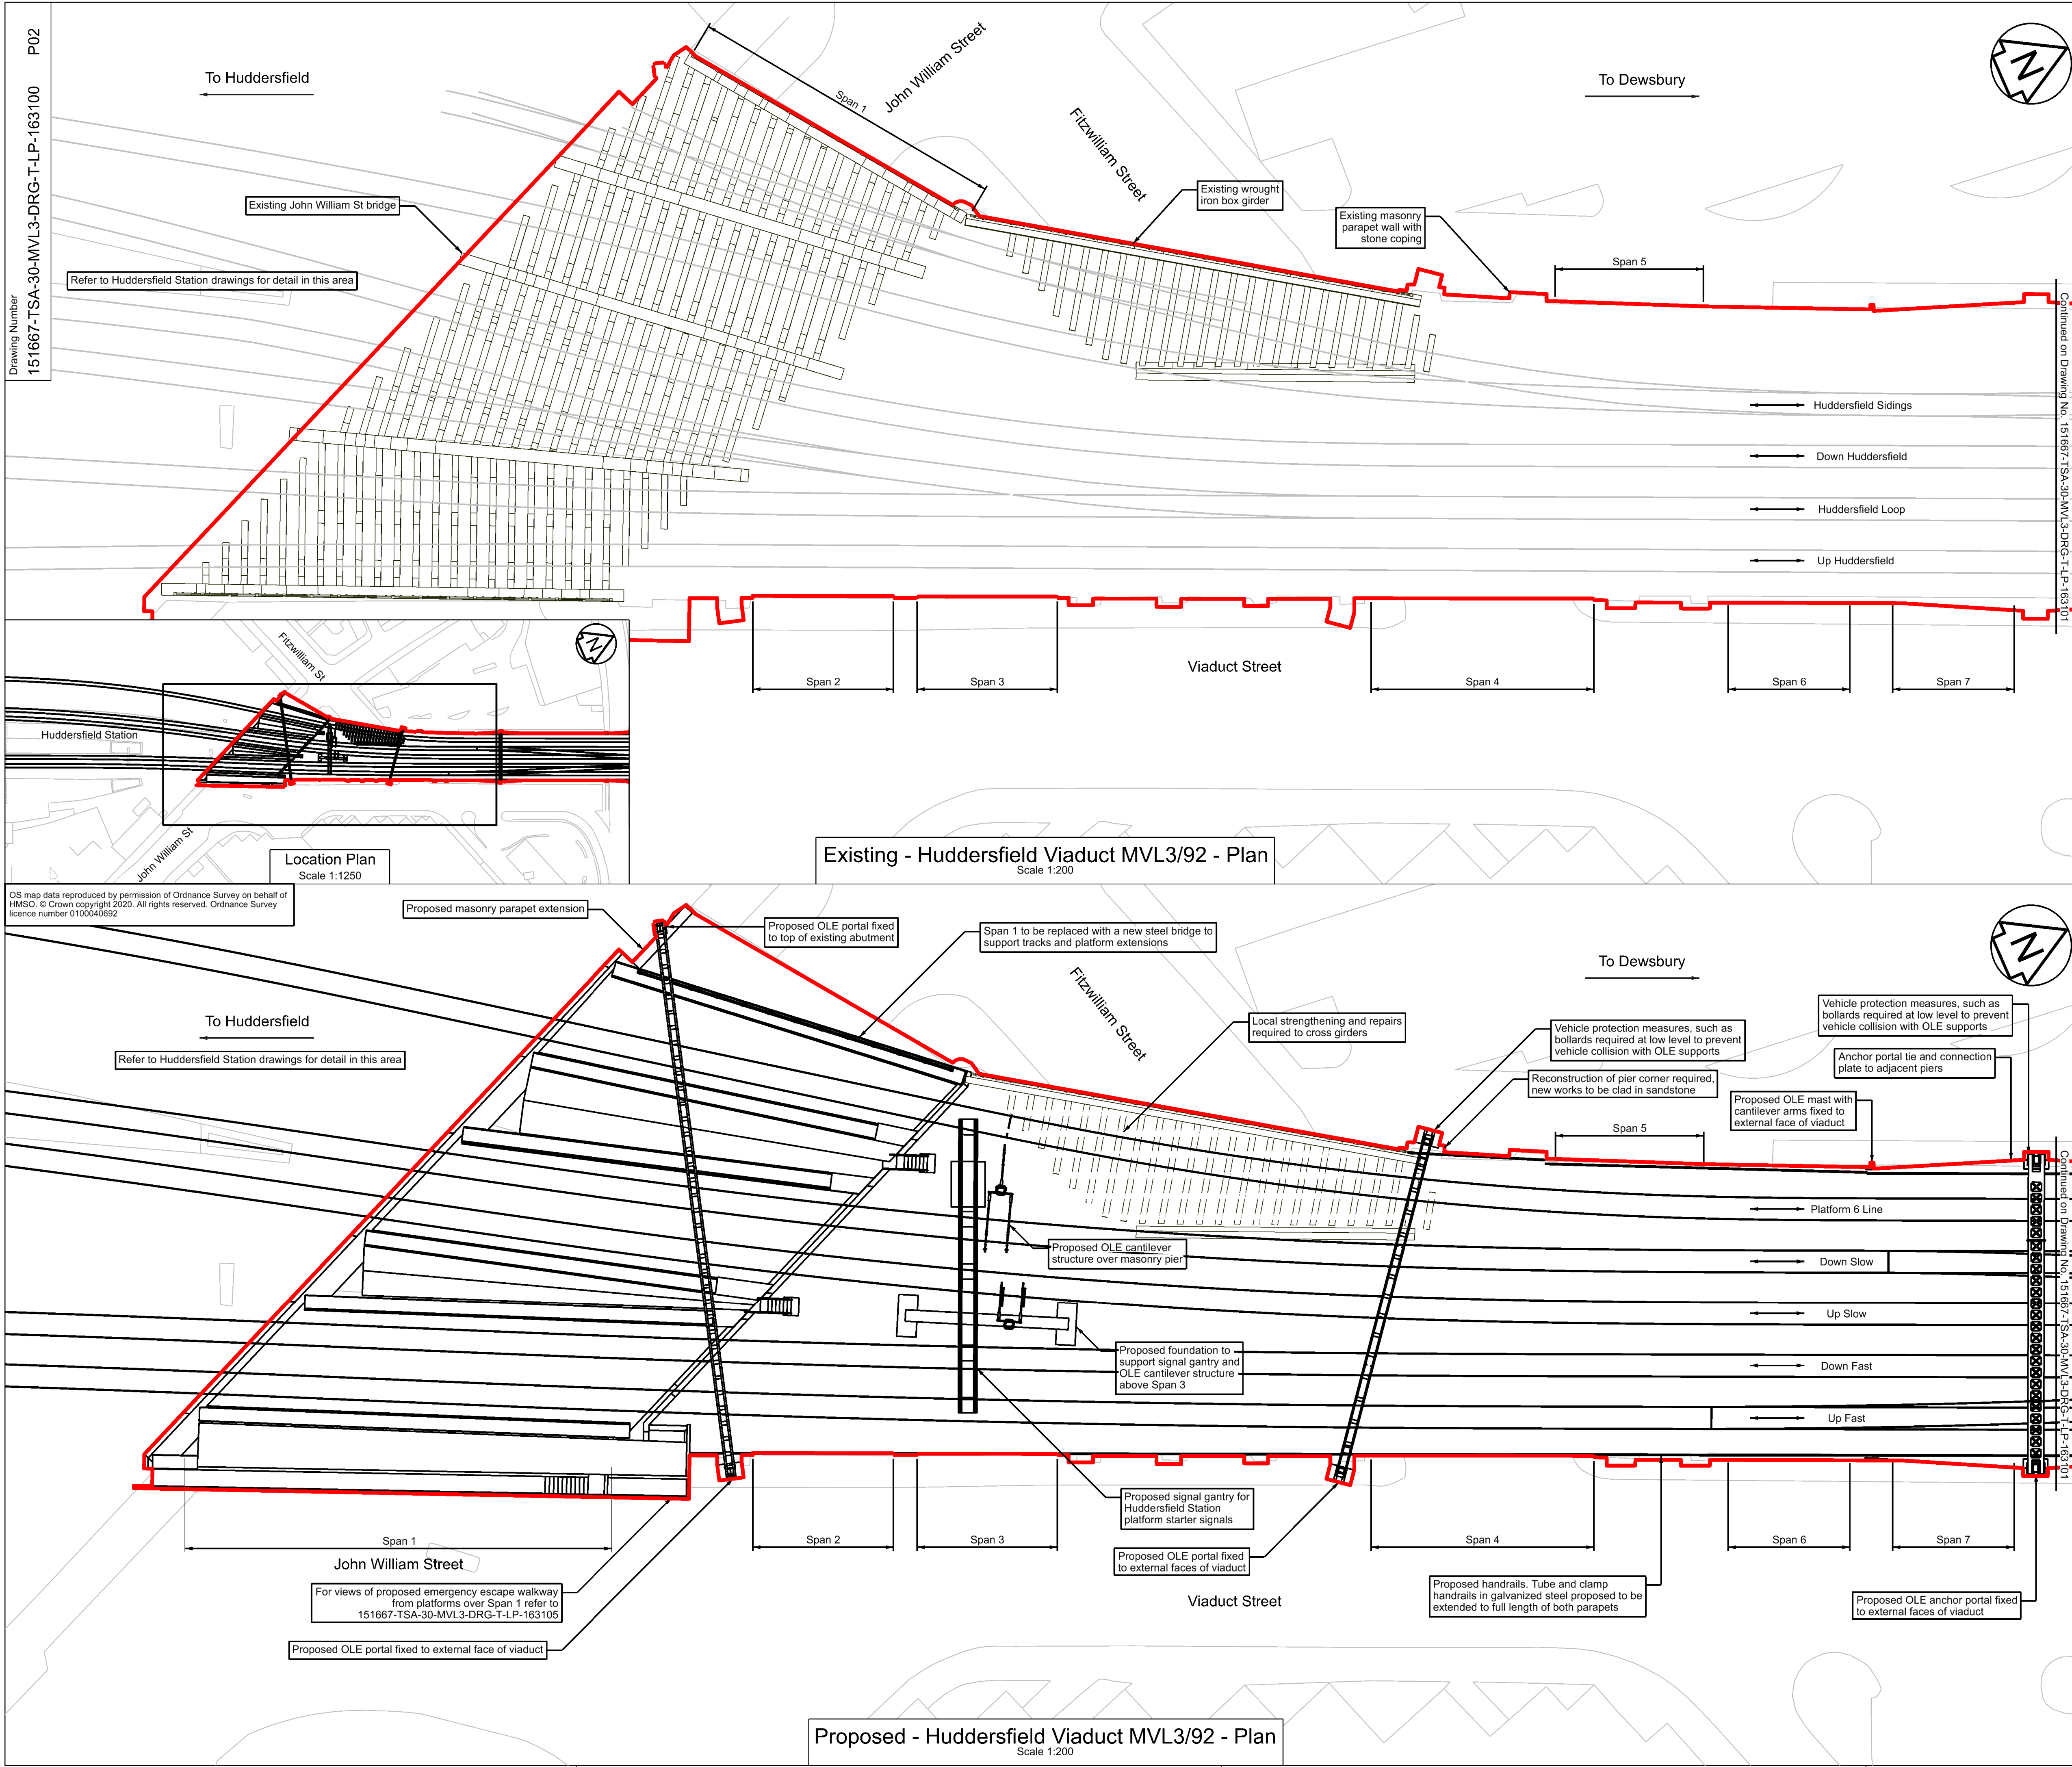 Drawing Number
151667-TSA-30-MVL3-DRG-T-LP-163100 P02
To Huddersfield
Span 1
John William Street
Fitzwilliam Street
To Dewsbury
N
Existing John William St bridge
Existing wrought
iron box girder
Existing masonry
parapet wall with
stone coping
Refer to Huddersfield Station drawings for detail in this area
Span 5
Huddersfield Sidings
Down Huddersfield
Huddersfield Loop
Up Huddersfield
Continued on Drawing No. 151667-TSA-30-MVL3-DRG-T-LP-163101
Span 2
Span 3
Viaduct Street
Span 4
Span 6
Span 7
Fitzwilliam St
N
Huddersfield Station
John William St
Location Plan
Scale 1:1250
Existing - Huddersfield Viaduct MVL3/92 - Plan
Scale 1:200
OS map data reproduced by permission of Ordnance Survey on behalf of
HMSO. © Crown copyright 2020. All rights reserved. Ordnance Survey
licence number 0100040692
Proposed masonry parapet extension
Proposed OLE portal fixed
to top of existing abutment
Span 1 to be replaced with a new steel bridge to
support tracks and platform extensions
Fitzwilliam Street
To Dewsbury
N
To Huddersfield
Refer to Huddersfield Station drawings for detail in this area
Local strengthening and repairs
required to cross girders
Vehicle protection measures, such as
bollards required at low level to prevent
vehicle collision with OLE supports
Vehicle protection measures, such as
bollards required at low level to prevent
vehicle collision with OLE supports
Anchor portal tie and connection
plate to adjacent piers
Reconstruction of pier corner required,
new works to be clad in sandstone
Proposed OLE mast with
cantilever arms fixed to
external face of viaduct
Span 5
Platform 6 Line
Down Slow
Up Slow
Down Fast
Up Fast
Continued on Drawing No. 151667-TSA-30-MVL3-DRG-T-LP-163101
Proposed OLE cantilever
structure over masonry pier
Proposed foundation to
support signal gantry and
OLE cantilever structure
above Span 3
Proposed signal gantry for
Huddersfield Station
platform starter signals
Span 1
John William Street
Span 2
Span 3
Span 4
Span 6
Span 7
Proposed OLE portal fixed
to external faces of viaduct
For views of proposed emergency escape walkway
from platforms over Span 1 refer to
151667-TSA-30-MVL3-DRG-T-LP-163105
Proposed handrails. Tube and clamp
handrails in galvanized steel proposed to be
extended to full length of both parapets
Proposed OLE anchor portal fixed
to external faces of viaduct
Viaduct Street
Proposed OLE portal fixed to external face of viaduct
Proposed - Huddersfield Viaduct MVL3/92 - Plan
Scale 1:200